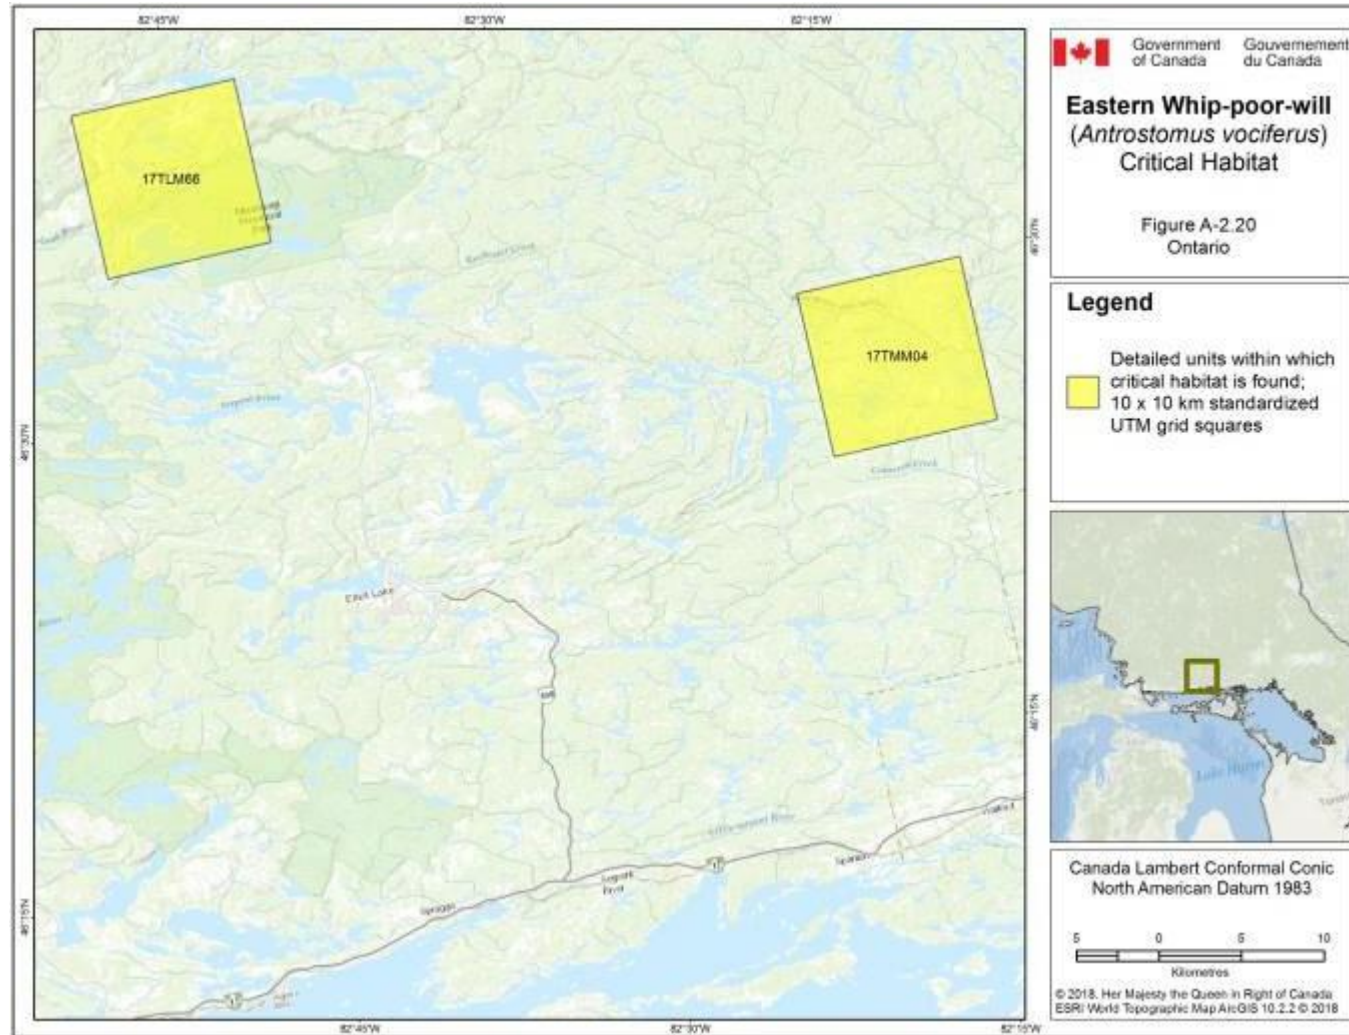 82°45'W 82°30'W 82°15'W
17TLM66
17TMM04
46°30'N
46°30'N
Elliot Lake
46°15'N
46°15'N
Spragge
Serpent
River
Spanish
82°45'W 82°30'W 82°15'W
Government
of Canada
Gouvernement
du Canada
Eastern Whip-poor-will
(Antrostomus vociferus)
Critical Habitat
Figure A-2.20
Ontario
Legend
Detailed units within which
critical habitat is found;
10 x 10 km standardized
UTM grid squares
Lake Huron
Canada Lambert Conformal Conic
North American Datum 1983
5 0 5 10
Kilometres
© 2018. Her Majesty the Queen in Right of Canada
ESRI World Topographic Map ArcGIS 10.2.2 © 2018